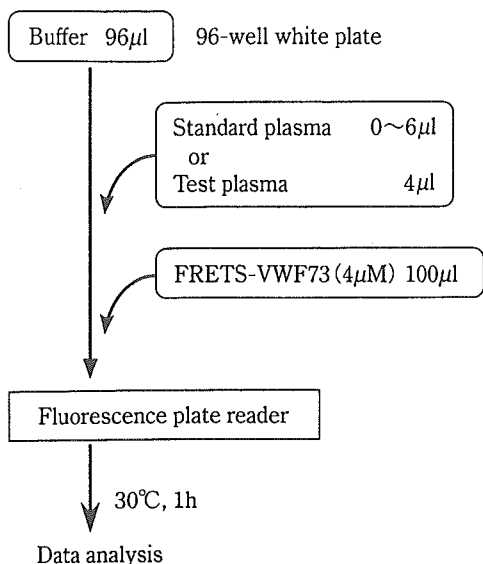 Buffer 96μl 96-well white plate
Standard plasma 0~6μl
or
Test plasma 4μl
FRETS-VWF73 (4μM) 100μl
Fluorescence plate reader
30℃, 1h
Data analysis